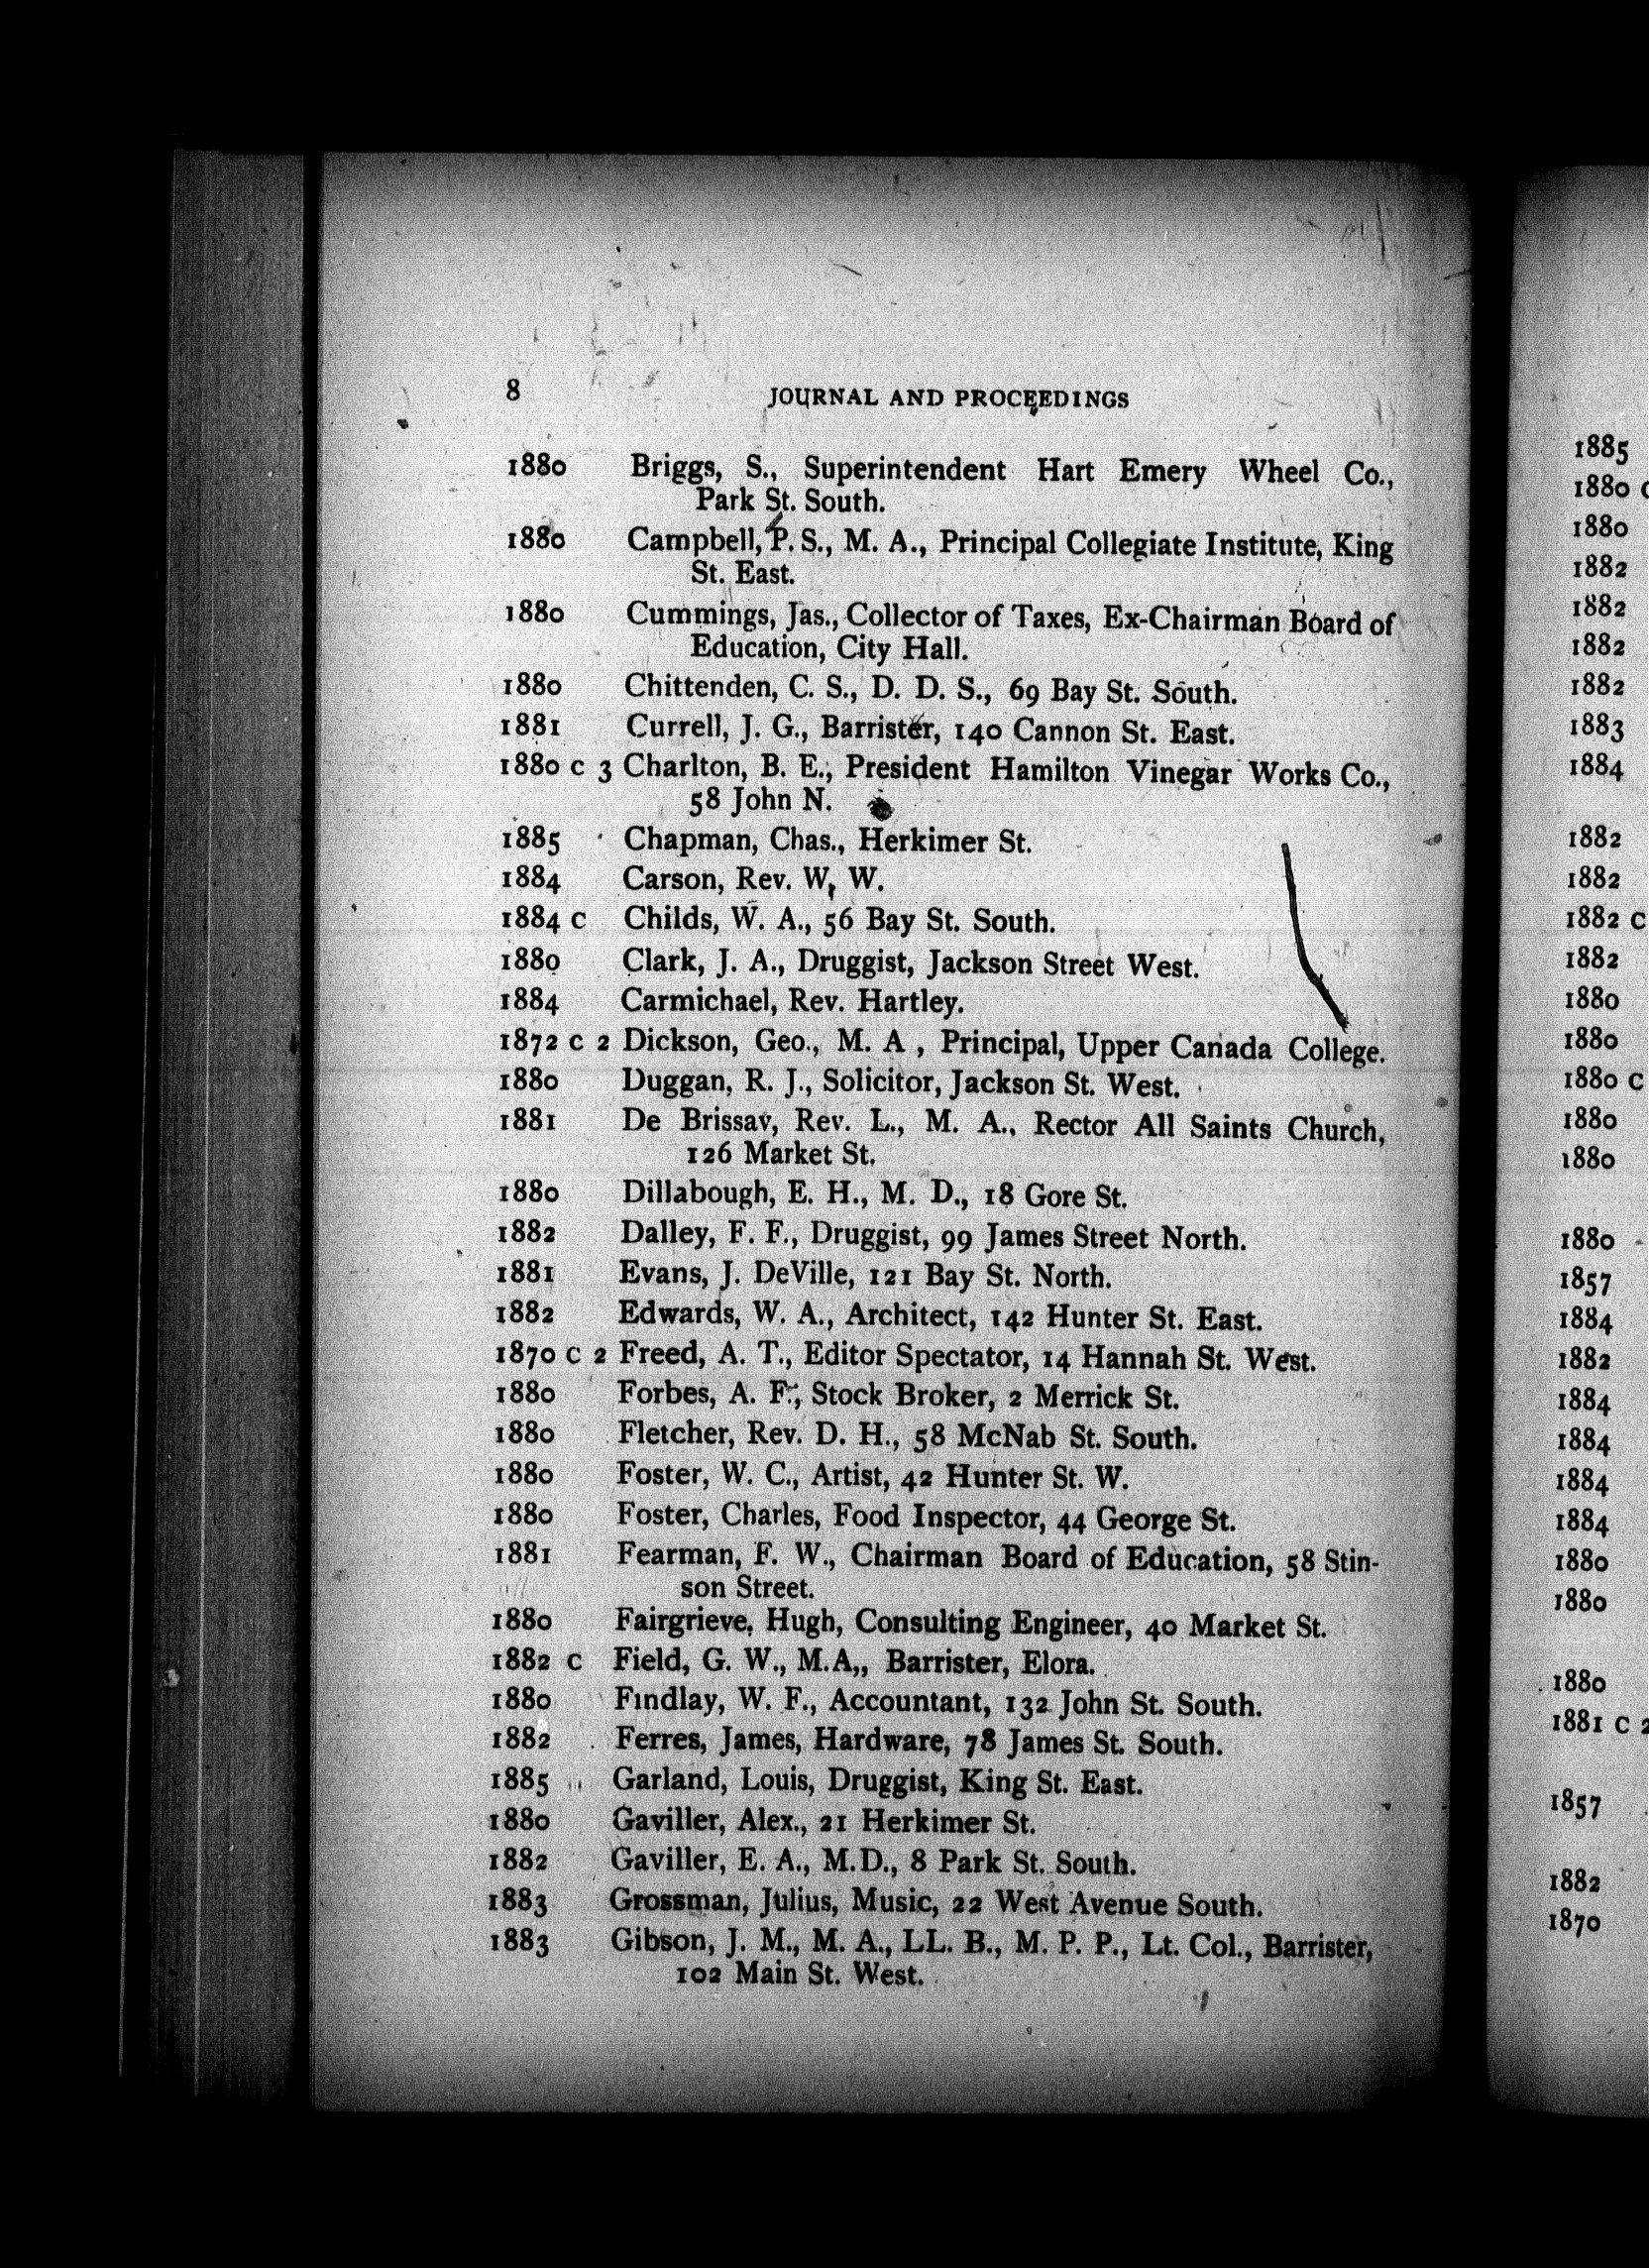 8 JOURNAL AND PROCEEDINGS
1880 Briggs, S., Superintendent Hart Emery Wheel Co.,
Park St. South.
1880 Campbell, P. S., M. A., Principal Collegiate Institute, King
St. East.
1880 Cummings, Jas., Collector of Taxes, Ex-Chairman Board of
Education, City Hall.
1880 Chittenden, C. S., D. D. S., 69 Bay St. South.
1881 Currell, J. G., Barrister, 140 Cannon St. East.
1880 C 3 Charlton, B. E., President Hamilton Vinegar Works Co.,
58 John N.
1885 Chapman, Chas., Herkimer St.
1884 Carson, Rev. W, W.
1884 C Childs, W. A., 56 Bay St. South.
1880 Clark, J. A., Druggist, Jackson Street West.
1884 Carmichael, Rev. Hartley.
1872 C 2 Dickson, Geo., M. A , Principal, Upper Canada College.
1880 Duggan, R. J., Solicitor, Jackson St. West.
1881 De Brissav, Rev. L., M. A., Rector All Saints Church,
126 Market St.
1880 Dillabough, E. H., M. D., 18 Gore St.
1882 Dalley, F. F., Druggist, 99 James Street North.
1881 Evans, J. DeVille, 121 Bay St. North.
1882 Edwards, W. A., Architect, 142 Hunter St. East.
1870 C 2 Freed, A. T., Editor Spectator, 14 Hannah St. West.
1880 Forbes, A. F., Stock Broker, 2 Merrick St.
1880 Fletcher, Rev. D. H., 58 McNab St. South.
1880 Foster, W. C., Artist, 42 Hunter St. W.
1880 Foster, Charles, Food Inspector, 44 George St.
1881 Fearman, F. W., Chairman Board of Education, 58 Stin-
son Street.
1880 Fairgrieve, Hugh, Consulting Engineer, 40 Market St.
1882 C Field, G. W., M.A,, Barrister, Elora.
1880 Findlay, W. F., Accountant, 132 John St. South.
1882 Ferres, James, Hardware, 78 James St. South.
1885 Garland, Louis, Druggist, King St. East.
1880 Gaviller, Alex., 21 Herkimer St.
1882 Gaviller, E. A., M.D., 8 Park St. South.
1883 Grossman, Julius, Music, 22 West Avenue South.
1883 Gibson, J. M., M. A., LL. B., M. P. P., Lt. Col., Barrister,
102 Main St. West.
1885
1880 C
1880
1882
1882
1882
1882
1883
1884
1882
1882
1882 C
1882
1880
1880
1880 C
1880
1880
1880
1857
1884
1882
1884
1884
1884
1884
1880
1880
1880
1881 C 2
1857
1882
1870